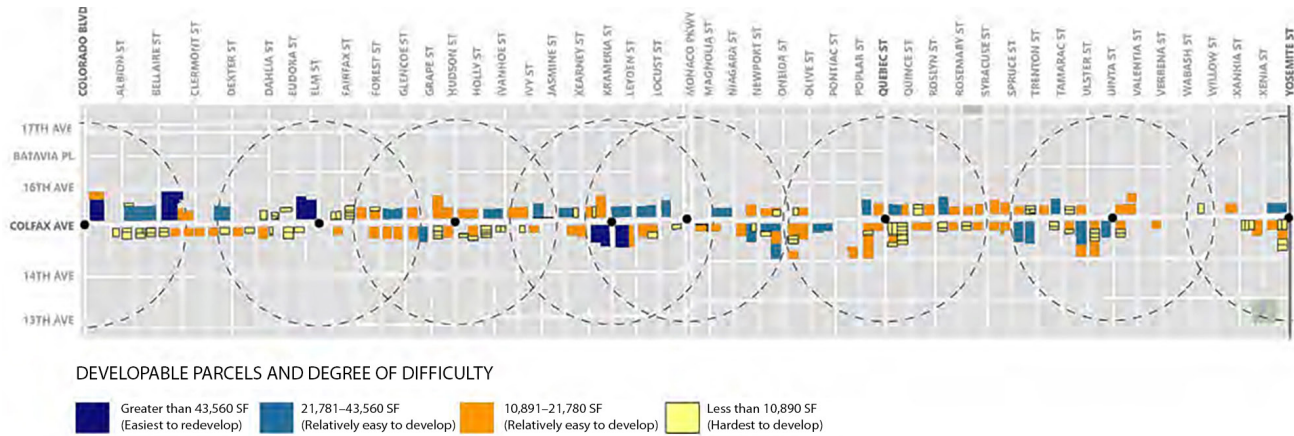 COLORADO BLVD
ALBION ST
BELLAIRE ST
CLERMONT ST
DEXTER ST
DAHLIA ST
EUDORA ST
ELM ST
FAIRFAX ST
FOREST ST
GLENCOE ST
GRAPE ST
HUDSON ST
HOLLY ST
IVANHOE ST
IVY ST
JASMINE ST
KEARNEY ST
KRAMERIA ST
LEYDEN ST
LOCUST ST
MONACO PKWY
MAGNOLIA ST
NIAGARA ST
NEWPORT ST
ONEIDA ST
OLIVE ST
PONTIAC ST
POPLAR ST
QUEBEC ST
QUINCE ST
ROSLYN ST
ROSEMARY ST
SYRACUSE ST
SPRUCE ST
TRENTON ST
TAMARAC ST
ULSTER ST
UINTA ST
VALENTIA ST
VERBENA ST
WABASH ST
WILLOW ST
XANNIA ST
XENIA ST
YOSEMITE ST
17TH AVE
BATAVIA PL
16TH AVE
COLFAX AVE
14TH AVE
13TH AVE
DEVELOPABLE PARCELS AND DEGREE OF DIFFICULTY
Greater than 43,560 SF
(Easiest to redevelop)
21,781–43,560 SF
(Relatively easy to develop)
10,891–21,780 SF
(Relatively easy to develop)
Less than 10,890 SF
(Hardest to develop)